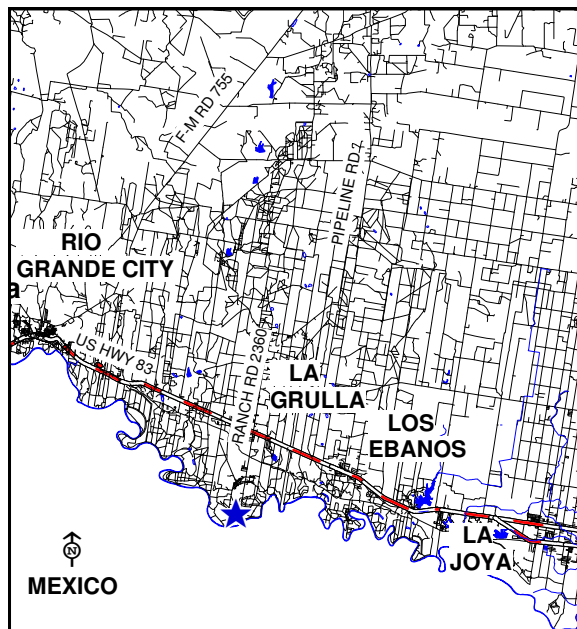 F-M RD 755
PIPELINE RD
RIO
GRANDE CITY
a
US HWY 83
RANCH RD 2360
LA
GRULLA
LOS
EBANOS
LA
JOYA
N
MEXICO